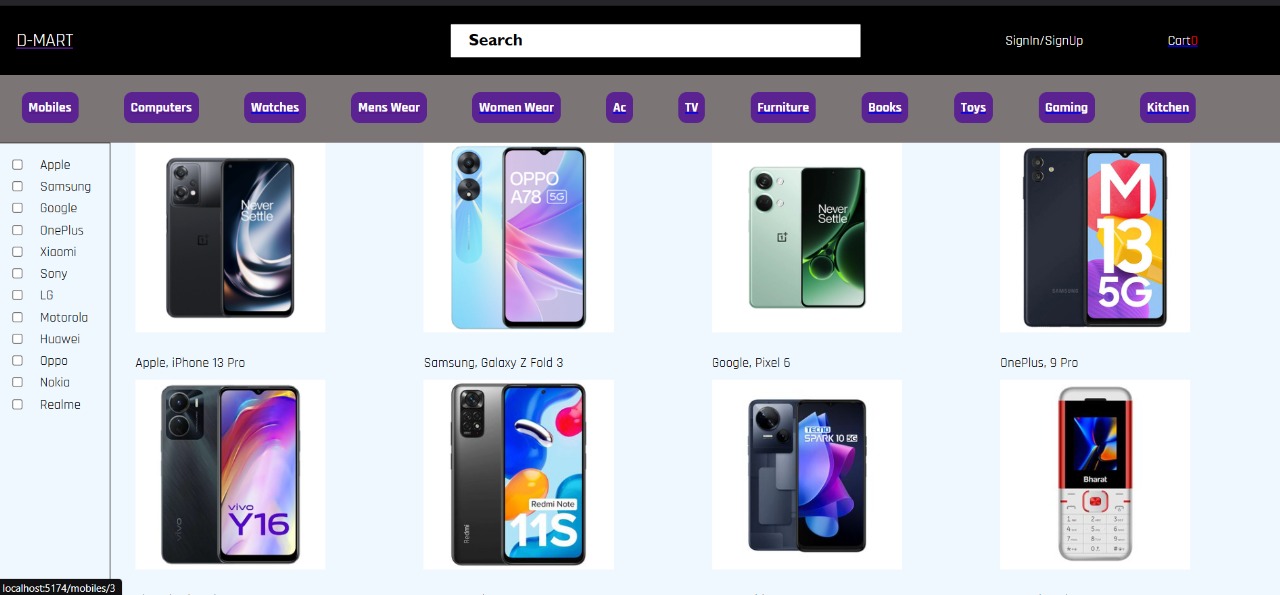 D-MART
Search
SignIn/SignUp
Cart0
Mobiles
Computers
Watches
Mens Wear
Women Wear
Ac
TV
Furniture
Books
Toys
Gaming
Kitchen
Apple
Samsung
Google
OnePlus
Xiaomi
Sony
LG
Motorola
Huawei
Oppo
Nokia
Realme
Never
Settle
OPPO
A78 5G
Never
Settle
SAMSUNG
M
13
5G
Apple, iPhone 13 Pro
Samsung, Galaxy Z Fold 3
Google, Pixel 6
OnePlus, 9 Pro
vivo
vivo
Y16
Redmi
Redmi Note
11S
TECNO
SPARK 10 5G
Bharat
localhost:5174/mobiles/3